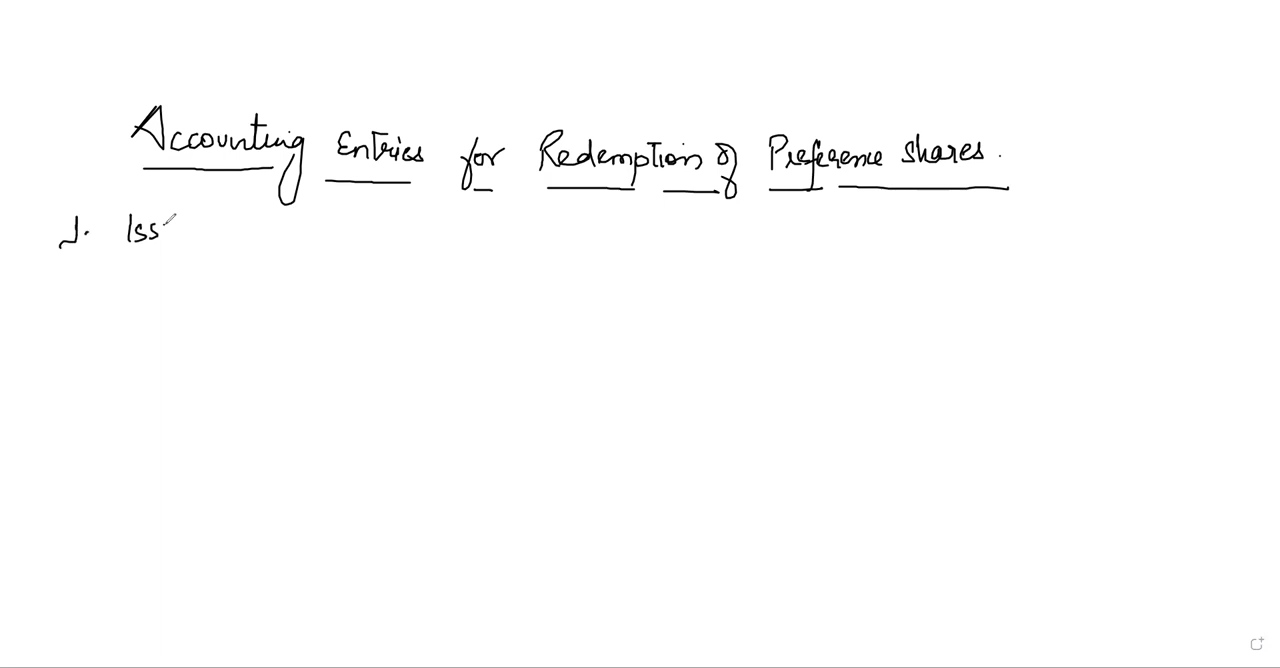 Accounting Entries for Redemption of Preference shares.
1. Iss